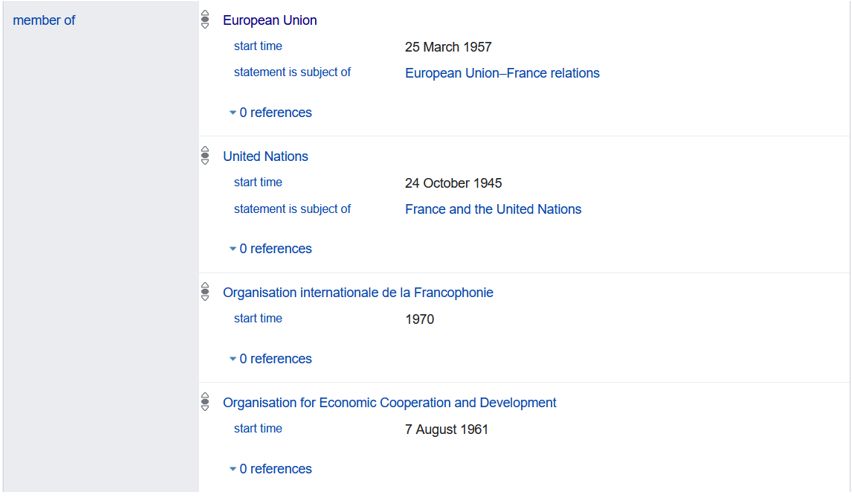 member of
European Union
start time 25 March 1957
statement is subject of European Union–France relations
0 references
United Nations
start time 24 October 1945
statement is subject of France and the United Nations
0 references
Organisation internationale de la Francophonie
start time 1970
0 references
Organisation for Economic Cooperation and Development
start time 7 August 1961
0 references